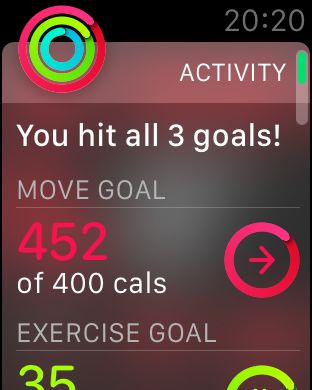 20:20
ACTIVITY
You hit all 3 goals!
MOVE GOAL
452
of 400 cals
EXERCISE GOAL
35